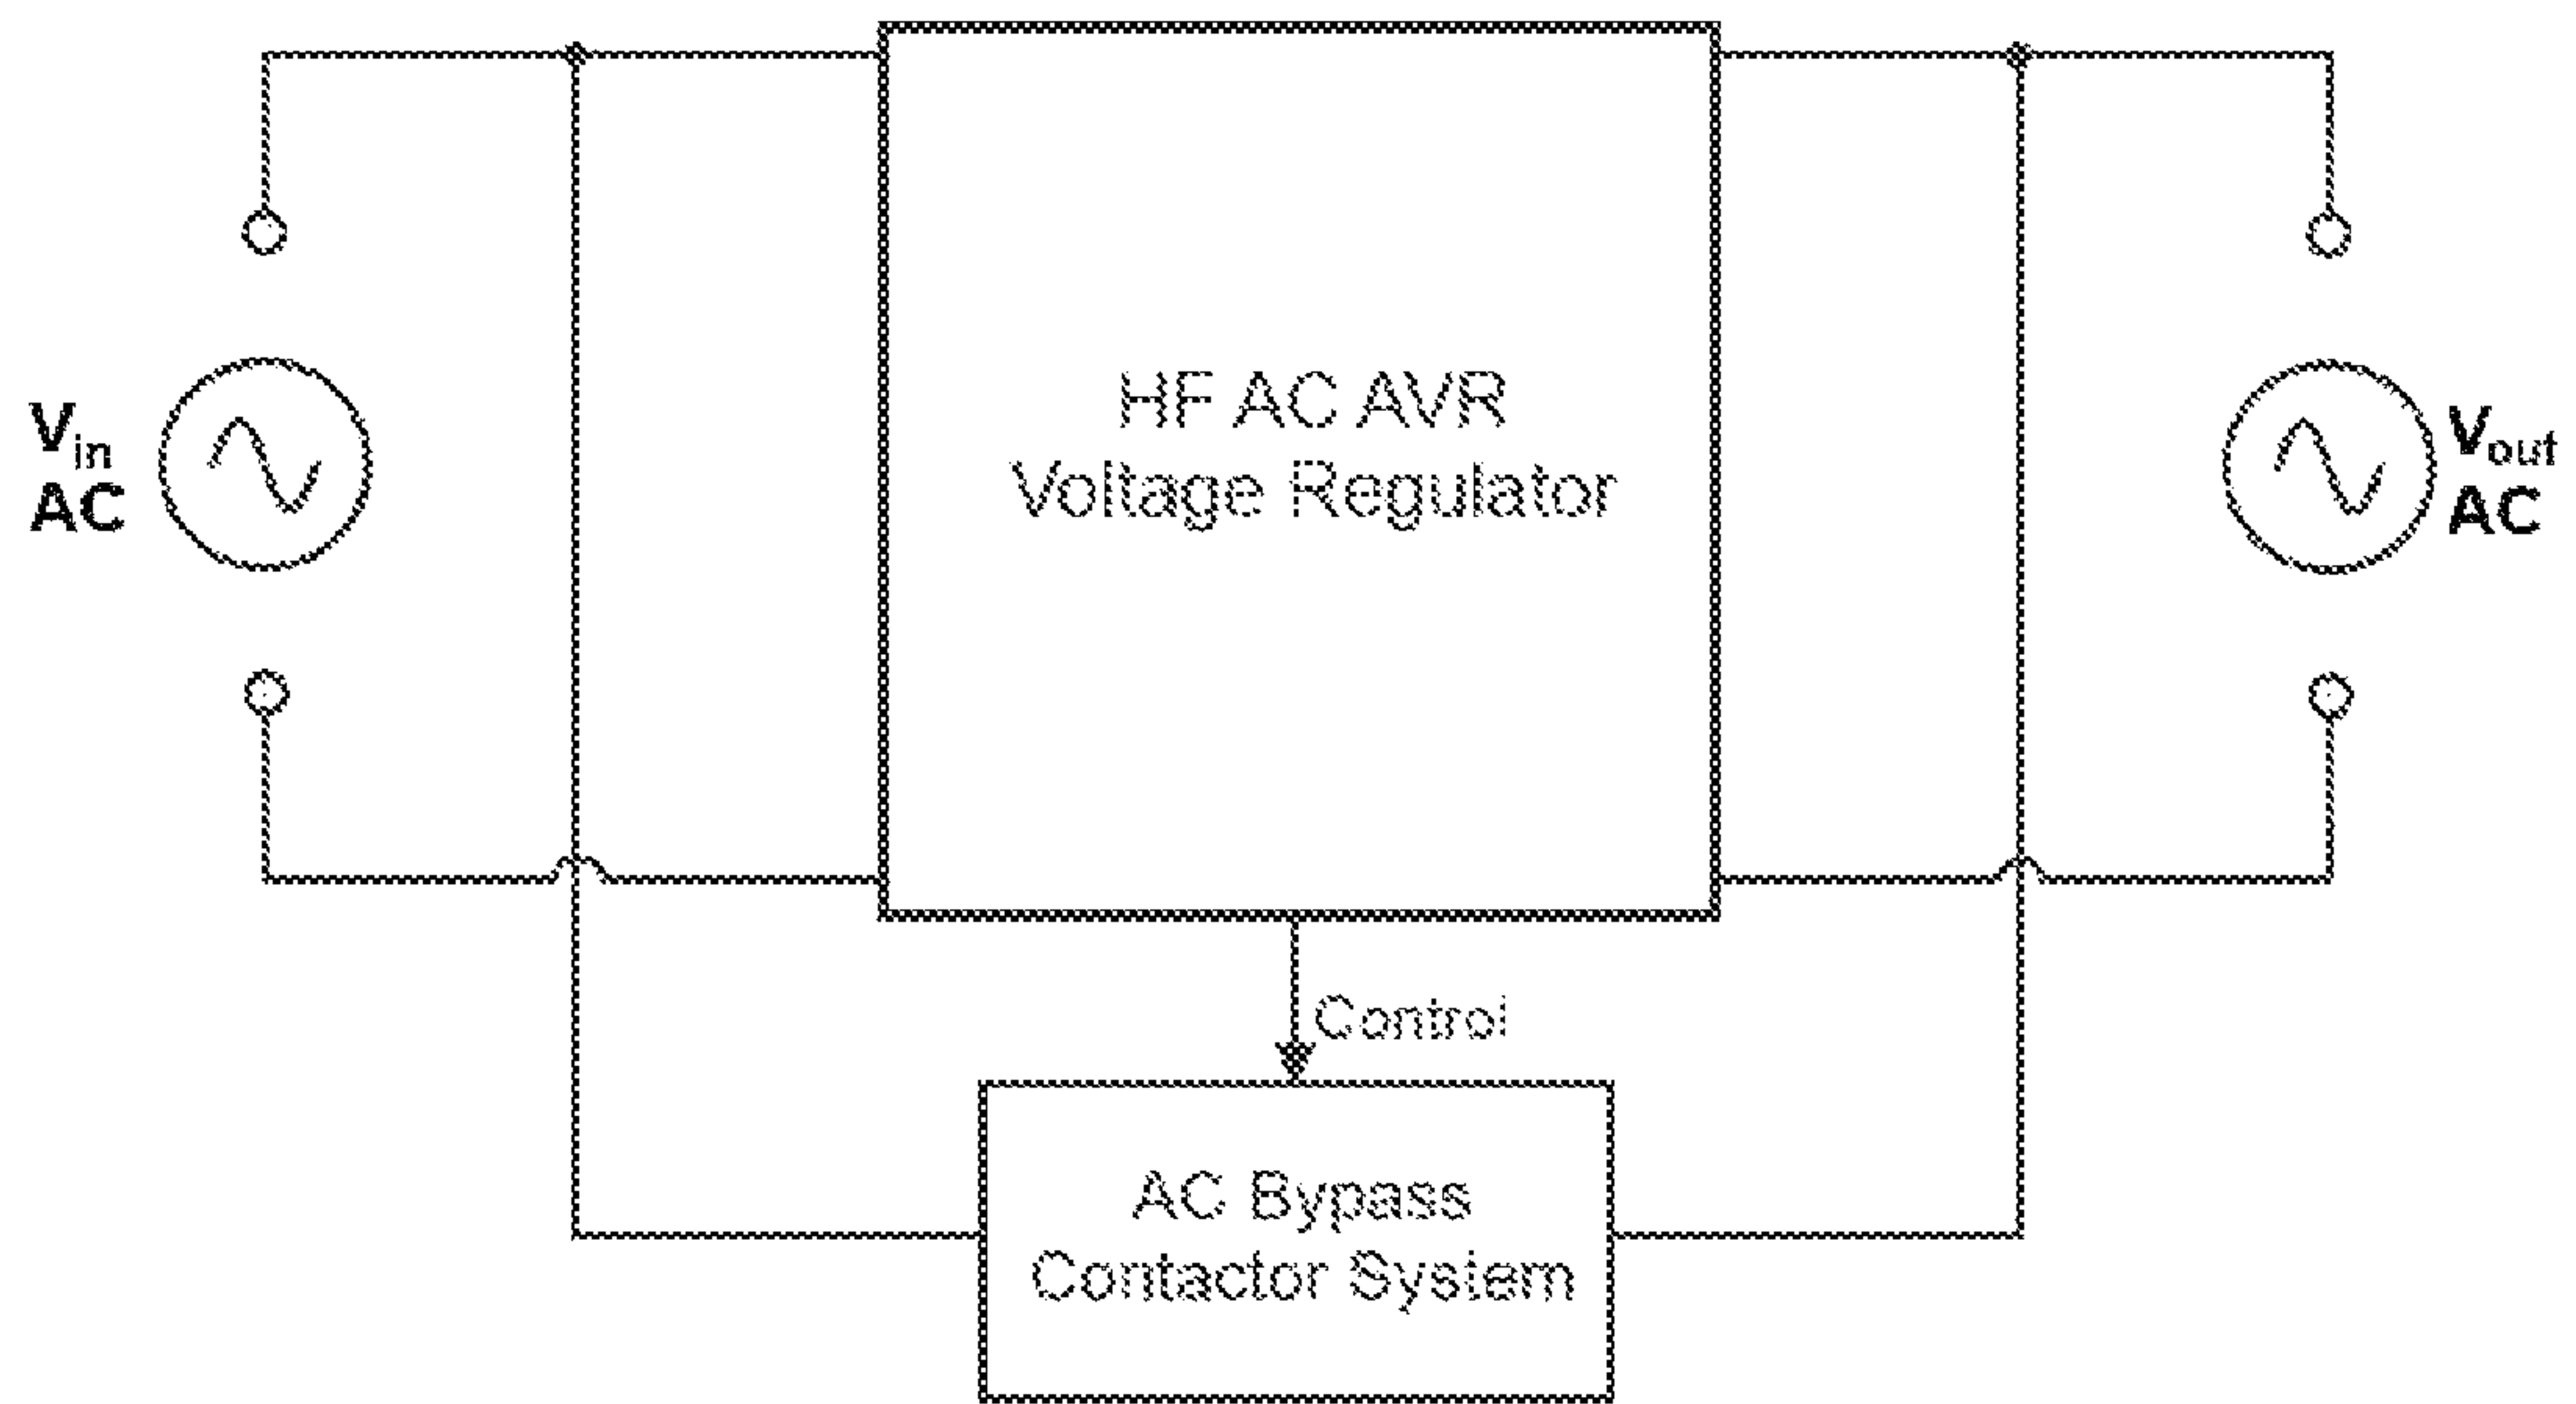 HF AC AVR
Voltage Regulator
Vin
AC
Vout
AC
Control
AC Bypass
Contactor System